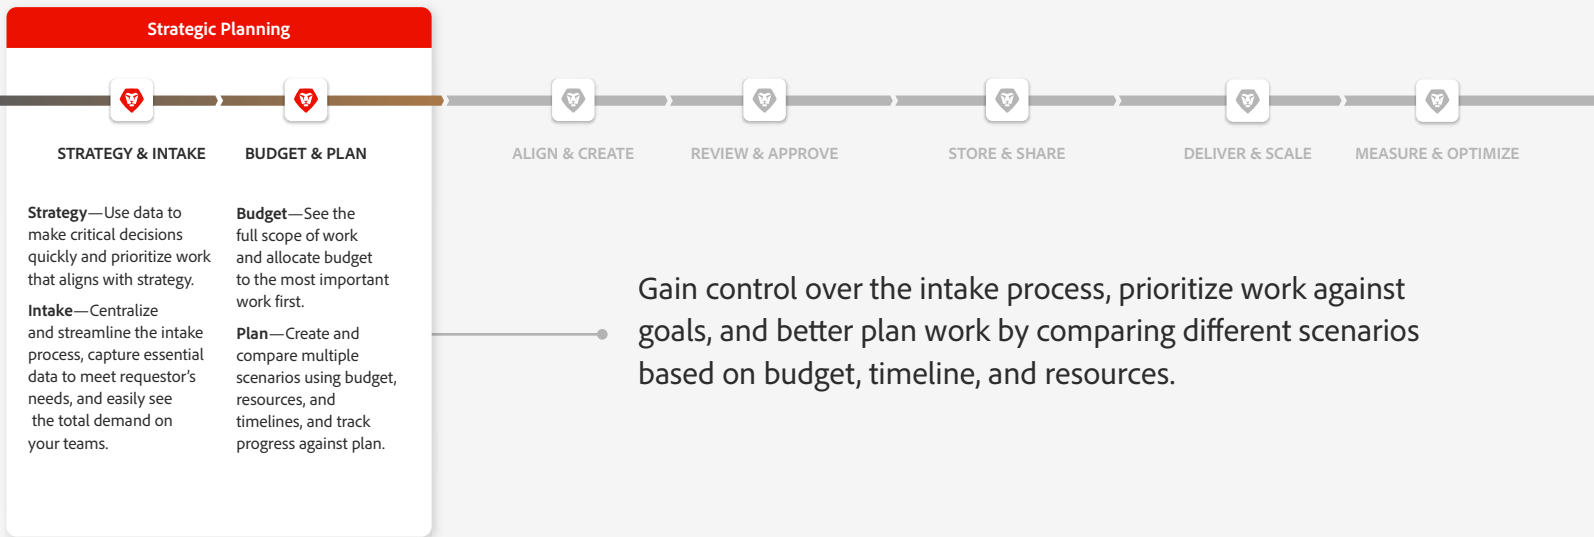 Strategic Planning
STRATEGY & INTAKE
BUDGET & PLAN
ALIGN & CREATE
REVIEW & APPROVE
STORE & SHARE
DELIVER & SCALE
MEASURE & OPTIMIZE
Strategy—Use data to
make critical decisions
quickly and prioritize work
that aligns with strategy.
Intake—Centralize
and streamline the intake
process, capture essential
data to meet requestor’s
needs, and easily see
the total demand on
your teams.
Budget—See the
full scope of work
and allocate budget
to the most important
work first.
Plan—Create and
compare multiple
scenarios using budget,
resources, and
timelines, and track
progress against plan.
Gain control over the intake process, prioritize work against
goals, and better plan work by comparing different scenarios
based on budget, timeline, and resources.